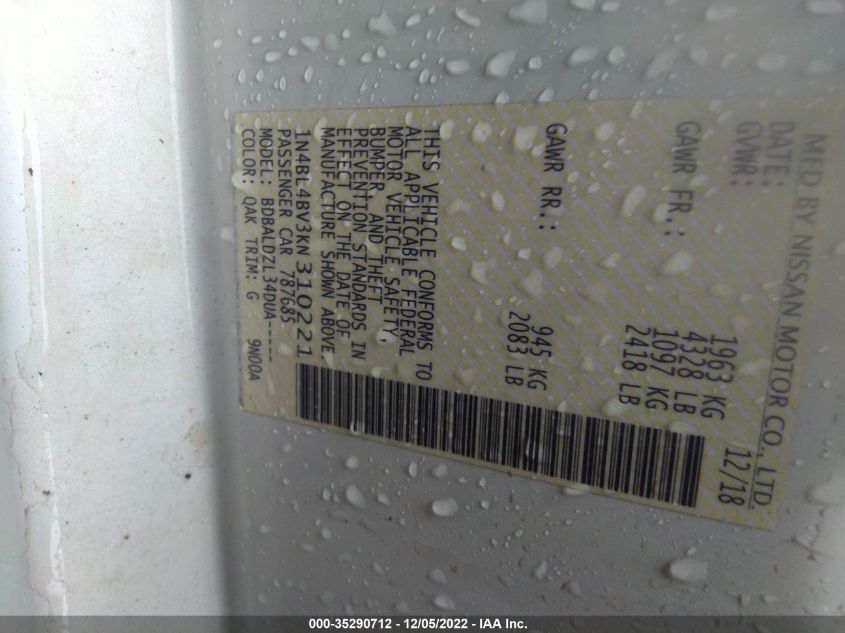 MFD BY NISSAN MOTOR CO., LTD.
DATE: 12/18
GVWR: 1963 KG
4328 LB
GAWR FR.: 1097 KG
2418 LB
GAWR RR.: 945 KG
2083 LB
THIS VEHICLE CONFORMS TO
ALL APPLICABLE FEDERAL
MOTOR VEHICLE SAFETY,
BUMPER, AND THEFT
PREVENTION STANDARDS IN
EFFECT ON THE DATE OF
MANUFACTURE SHOWN ABOVE
1N4BL4BV3KN310221
PASSENGER CAR 787685
MODEL: BDBALDZL34DUA-----
COLOR: QAK TRIM: G 9N00A
000-35290712 - 12/05/2022 - IAA Inc.